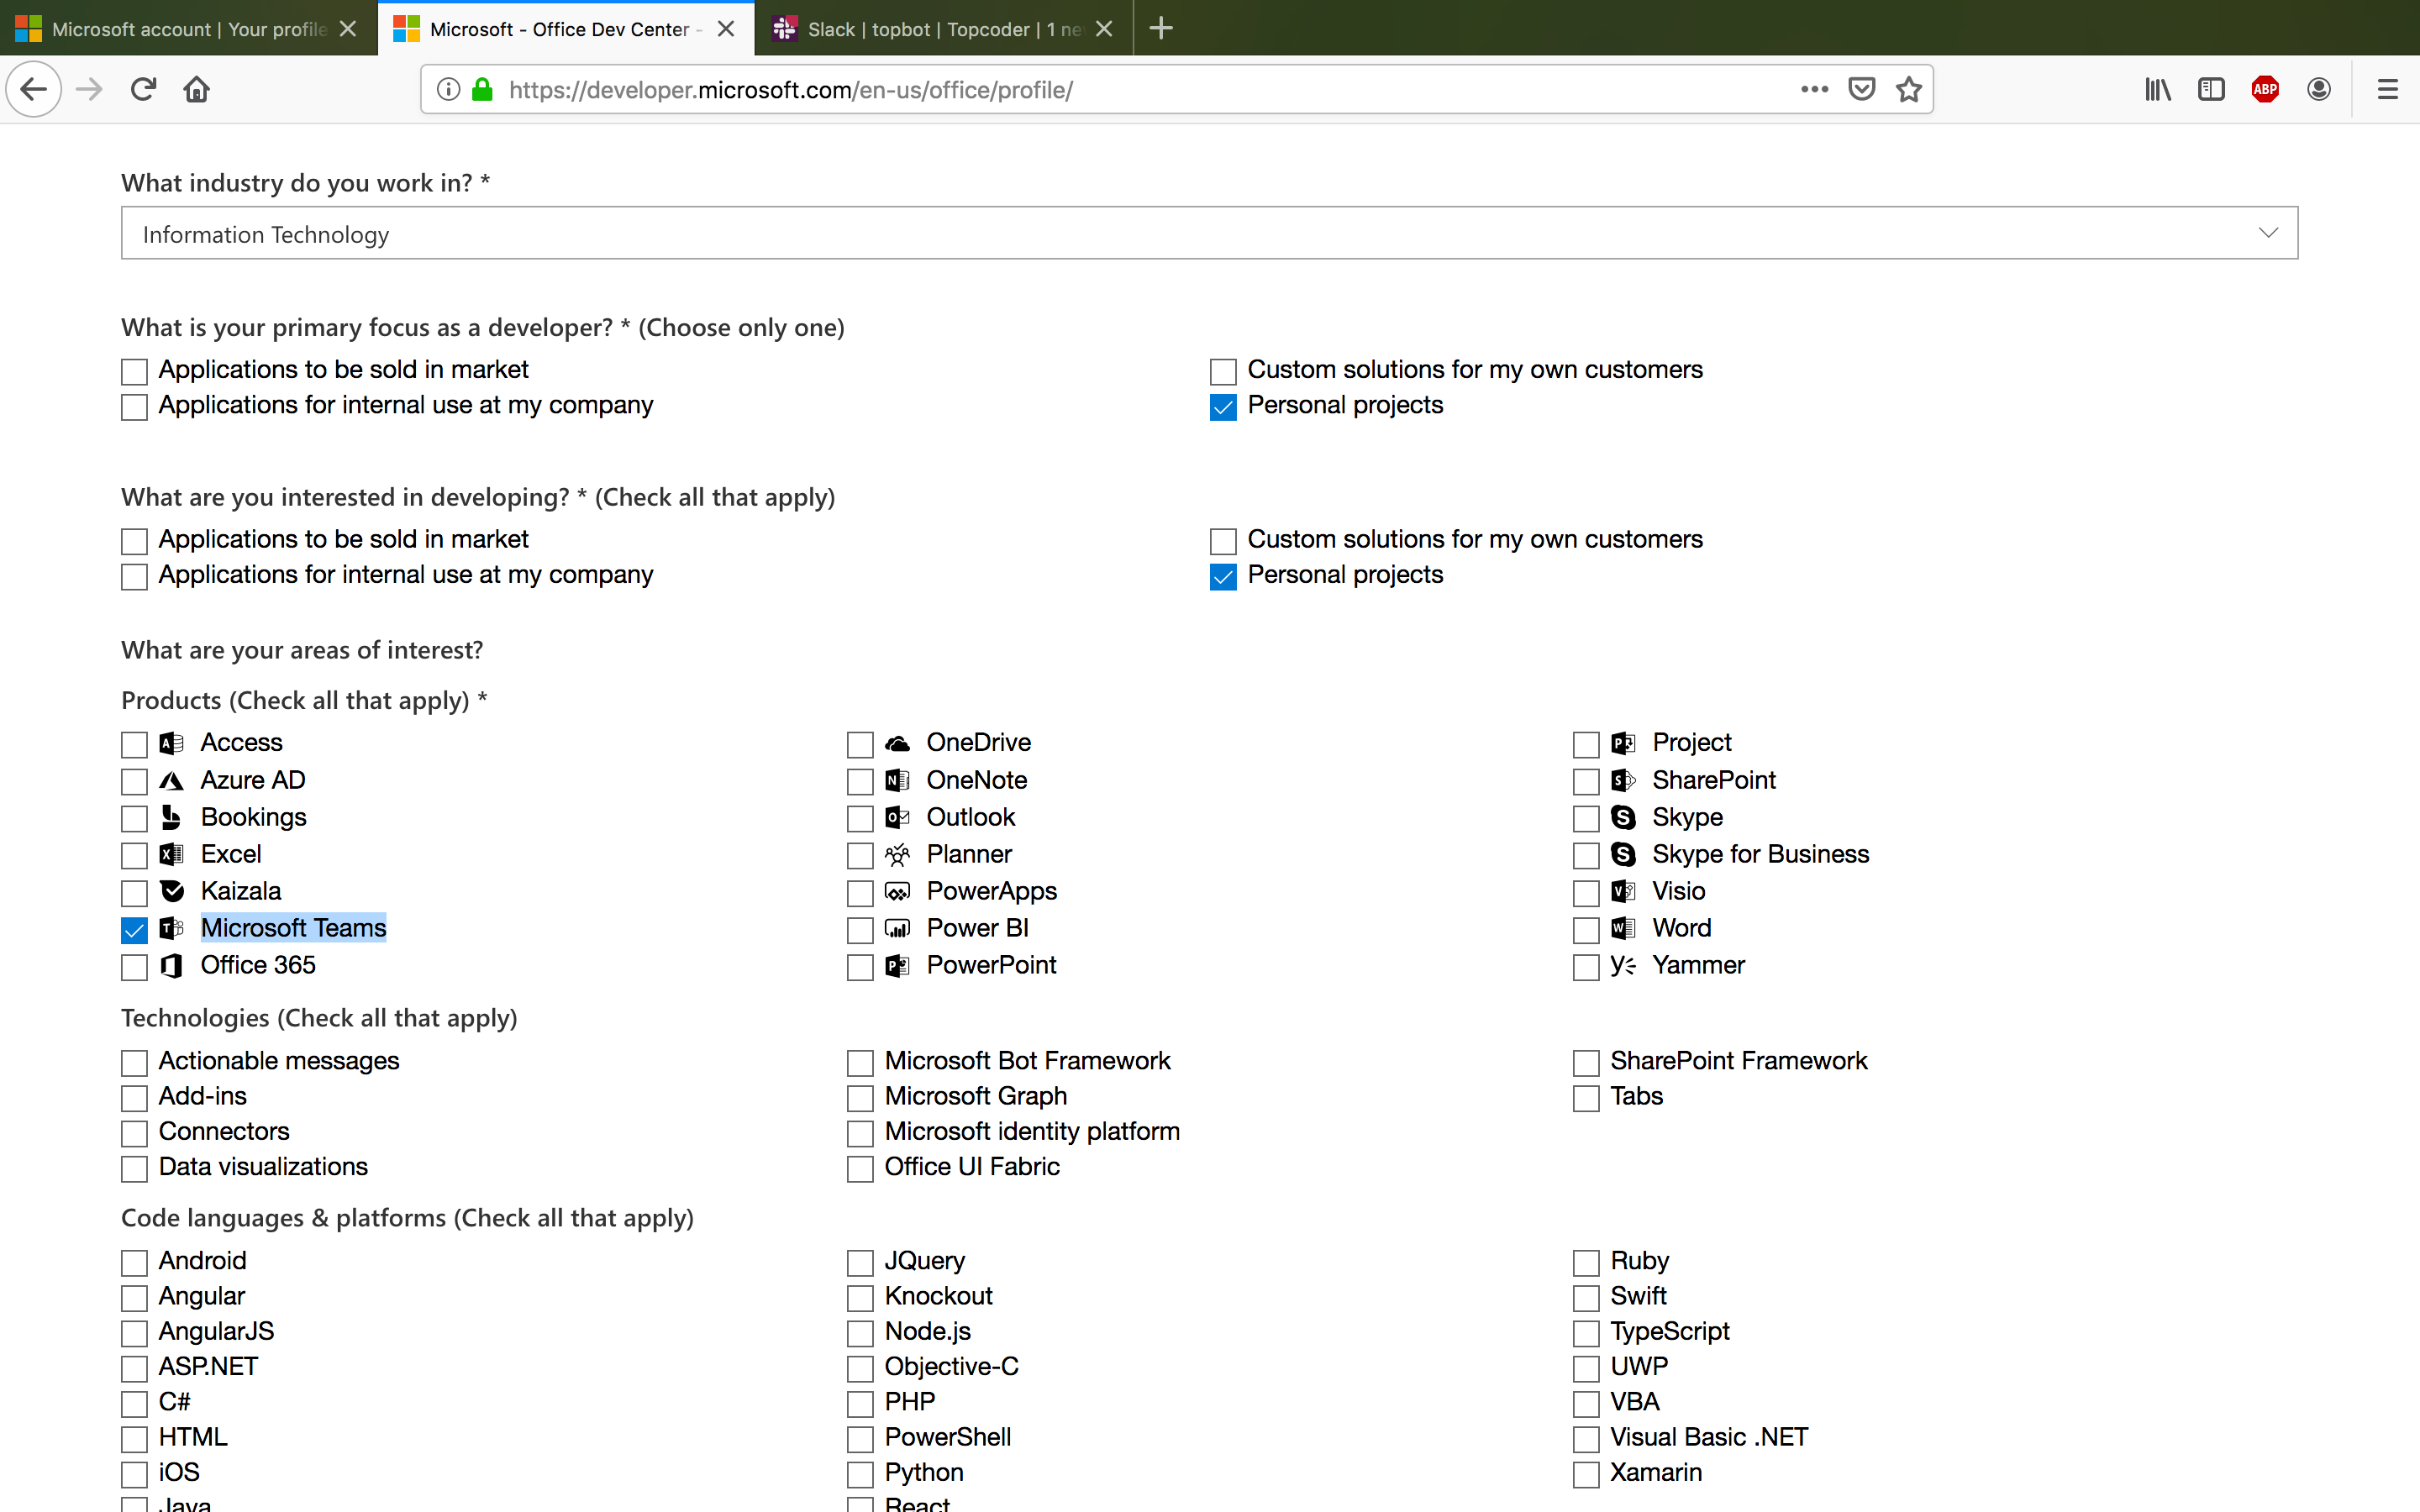 Microsoft account | Your profile
Microsoft - Office Dev Center -
Slack | topbot | Topcoder | 1 ne
https://developer.microsoft.com/en-us/office/profile/
ABP
What industry do you work in? *
Information Technology
What is your primary focus as a developer? * (Choose only one)
Applications to be sold in market
Custom solutions for my own customers
Applications for internal use at my company
Personal projects
What are you interested in developing? * (Check all that apply)
Applications to be sold in market
Custom solutions for my own customers
Applications for internal use at my company
Personal projects
What are your areas of interest?
Products (Check all that apply) *
Access
OneDrive
Project
Azure AD
OneNote
SharePoint
Bookings
Outlook
Skype
Excel
Planner
Skype for Business
Kaizala
PowerApps
Visio
Microsoft Teams
Power BI
Word
Office 365
PowerPoint
Yammer
Technologies (Check all that apply)
Actionable messages
Microsoft Bot Framework
SharePoint Framework
Add-ins
Microsoft Graph
Tabs
Connectors
Microsoft identity platform
Data visualizations
Office UI Fabric
Code languages & platforms (Check all that apply)
Android
JQuery
Ruby
Angular
Knockout
Swift
AngularJS
Node.js
TypeScript
ASP.NET
Objective-C
UWP
C#
PHP
VBA
HTML
PowerShell
Visual Basic .NET
iOS
Python
Xamarin
Java
React